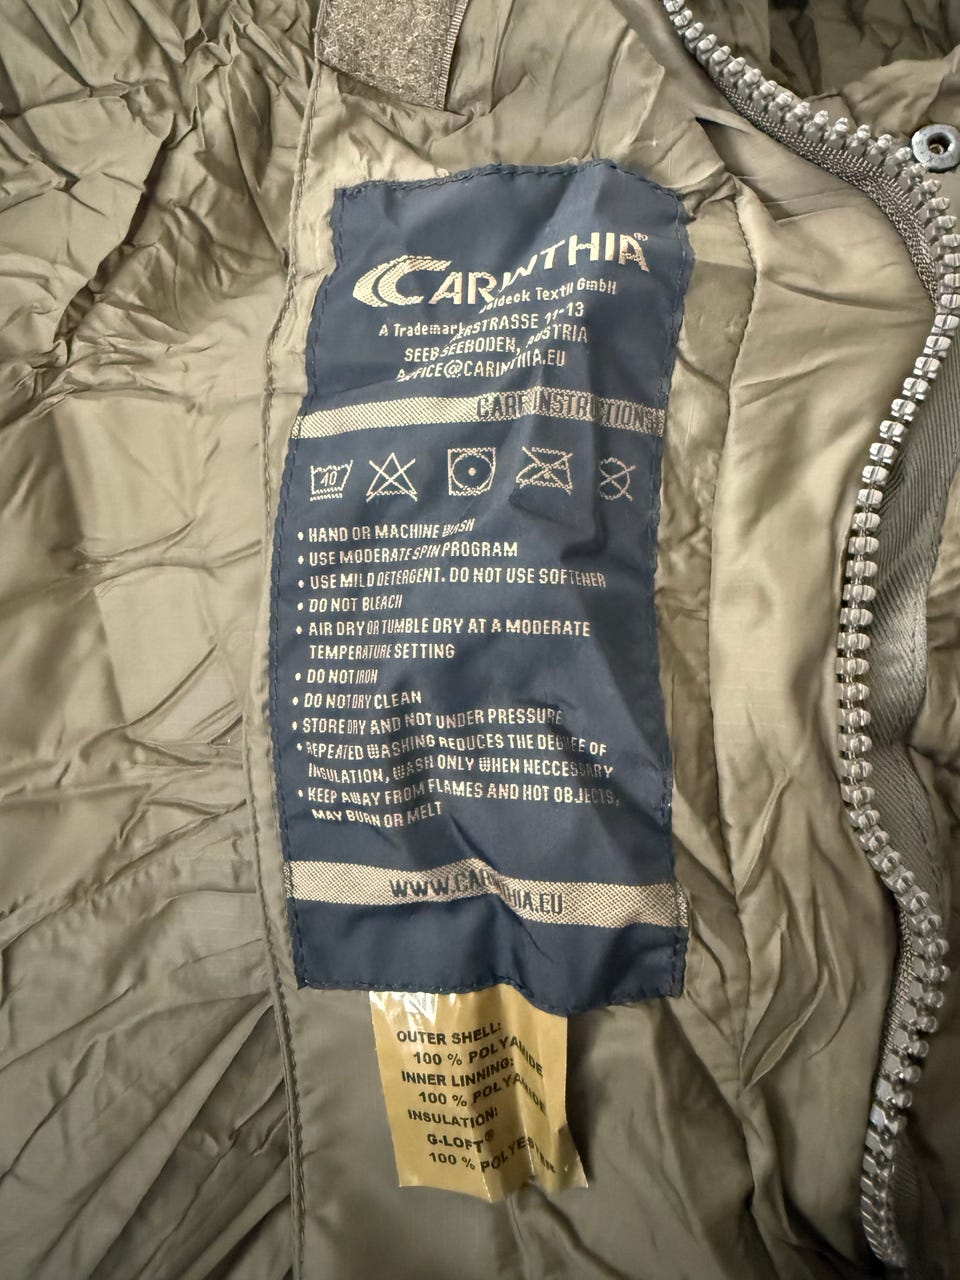 CARINTHIA®
Textil GmbH
A Trademark STRASSE 11-13
SEEBODEN, AUSTRIA
@CARINTHIA.EU
CARE INSTRUCTIONS
40
• HAND OR MACHINE WASH
• USE MODERATE SPIN PROGRAM
• USE MILD DETERGENT. DO NOT USE SOFTENER
• DO NOT BLEACH
• AIR DRY OR TUMBLE DRY AT A MODERATE
TEMPERATURE SETTING
• DO NOT IRON
• DO NOT DRY CLEAN
• STORE DRY AND NOT UNDER PRESSURE
• REPEATED WASHING REDUCES THE DEGREE OF
INSULATION, WASH ONLY WHEN NECCESSARY
• KEEP AWAY FROM FLAMES AND HOT OBJECTS,
MAY BURN OR MELT
WWW.CARINTHIA.EU
OUTER SHELL:
100 % POLYAMIDE
INNER LINNING:
100 % POLYAMIDE
INSULATION:
G-LOFT®
100 % POLYESTER